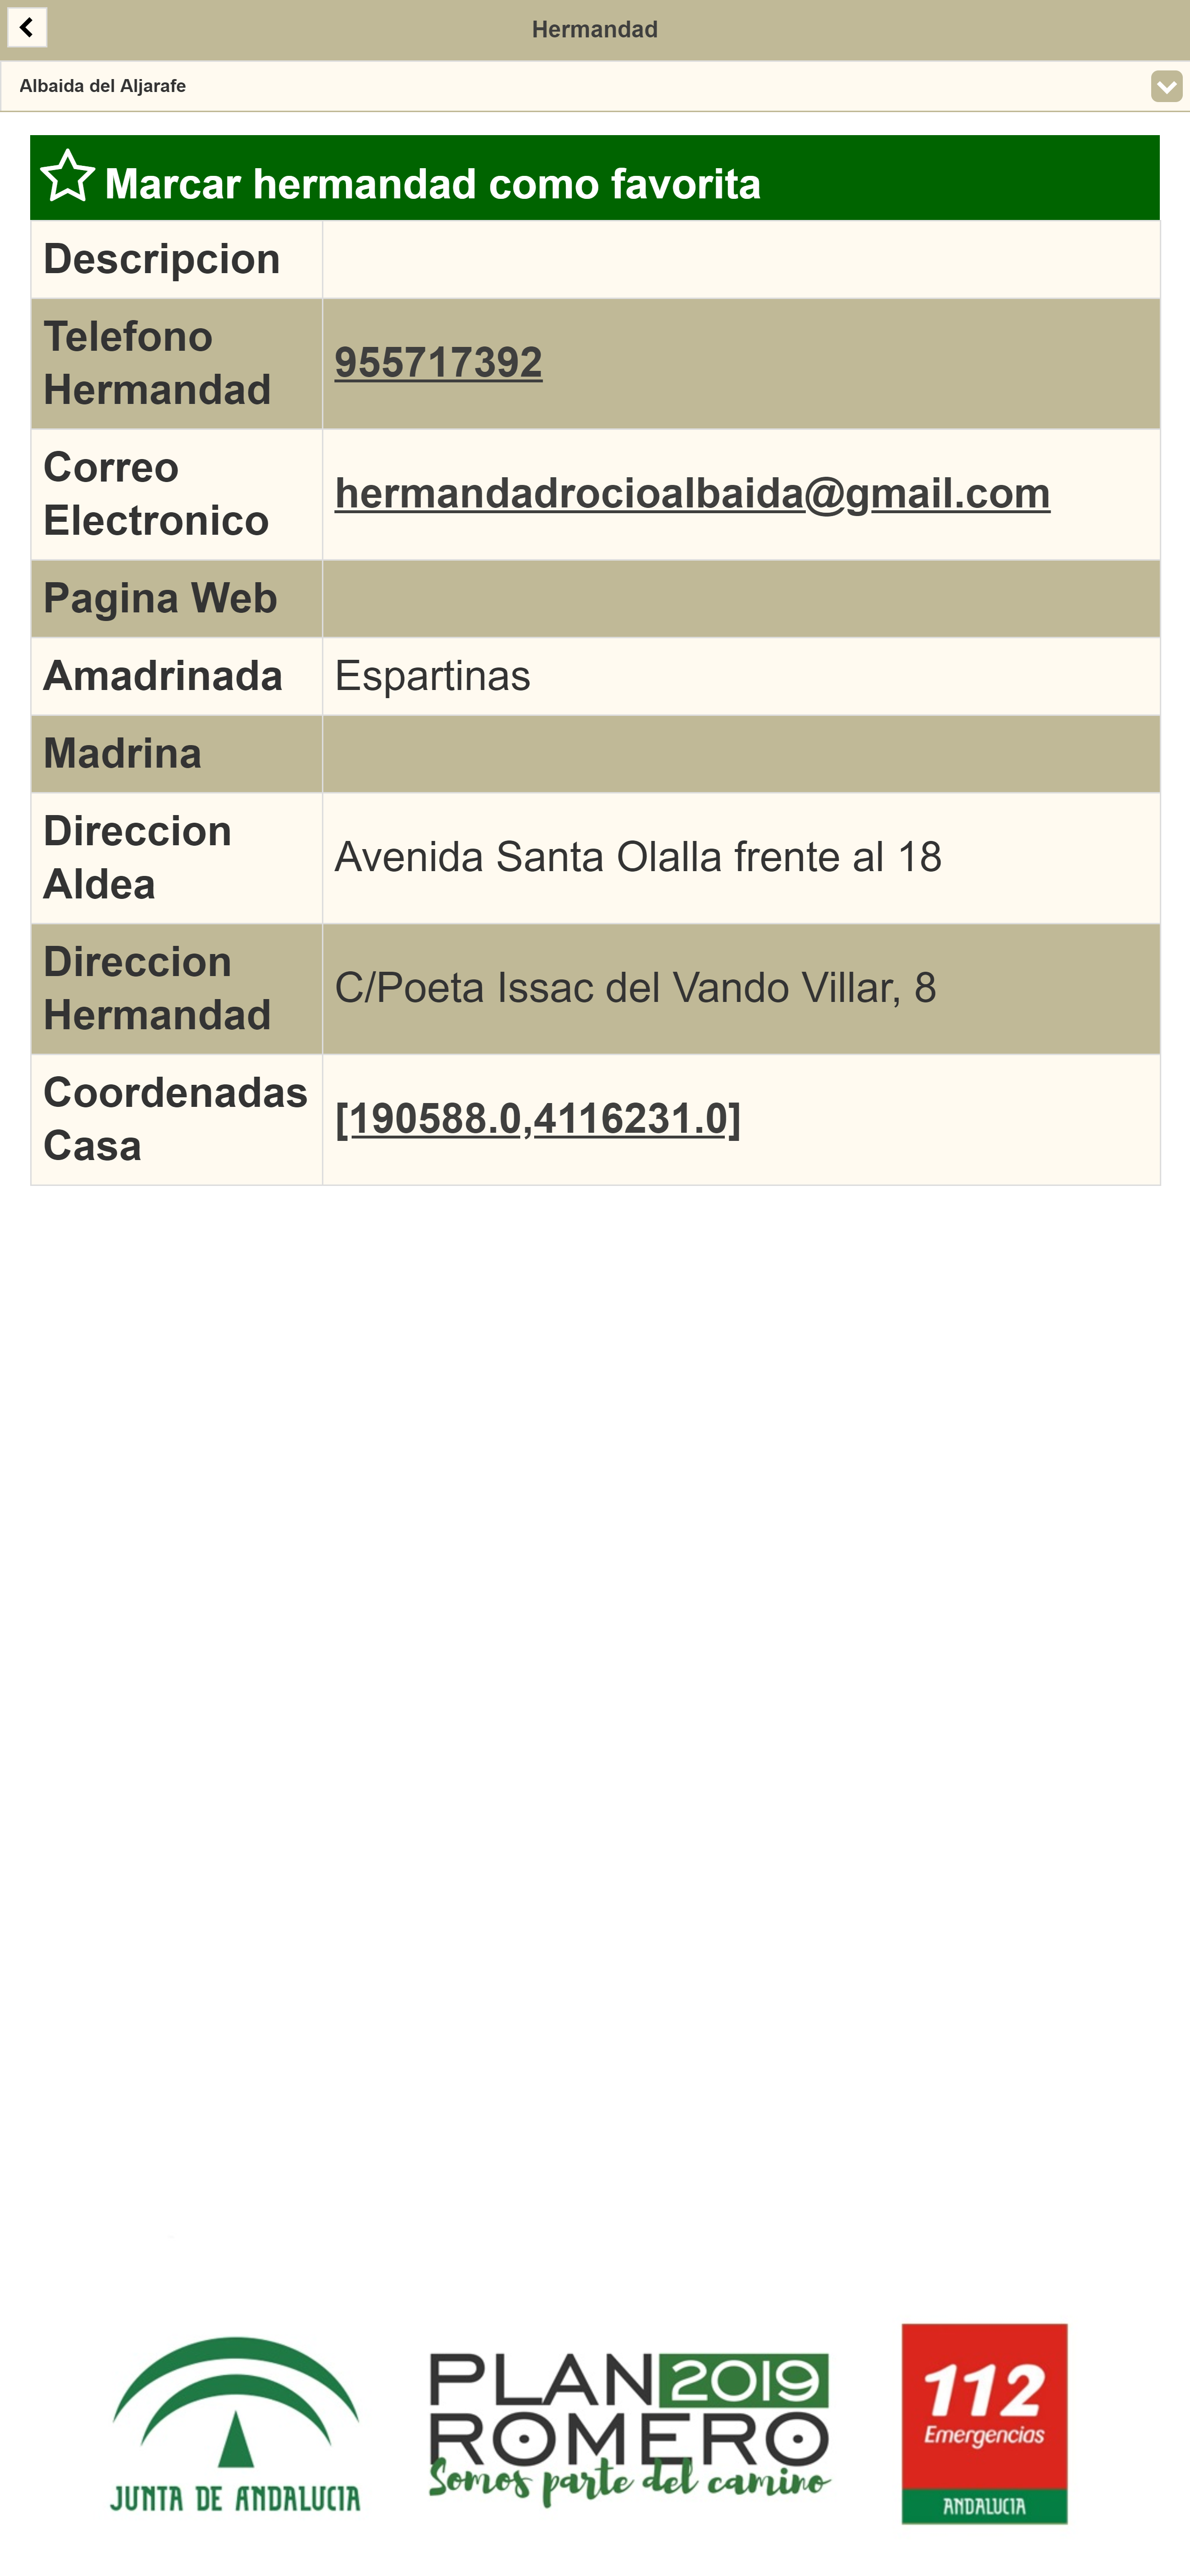 Hermandad
Albaida del Aljarafe
Marcar hermandad como favorita
Descripcion
Telefono
Hermandad
955717392
Correo
Electronico
hermandadrocioalbaida@gmail.com
Pagina Web
Amadrinada
Espartinas
Madrina
Direccion
Aldea
Avenida Santa Olalla frente al 18
Direccion
Hermandad
C/Poeta Issac del Vando Villar, 8
Coordenadas
Casa
[190588.0,4116231.0]
JUNTA DE ANDALUCIA
PLAN 2019
ROMERO
Somos parte del camino
112
Emergencias
ANDALUCIA